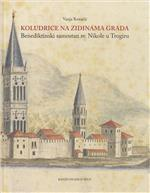 Vanja Kovačić
KOLUDRICE NA ZIDINAMA GRADA
Benediktinski samostan sv. Nikole u Trogiru